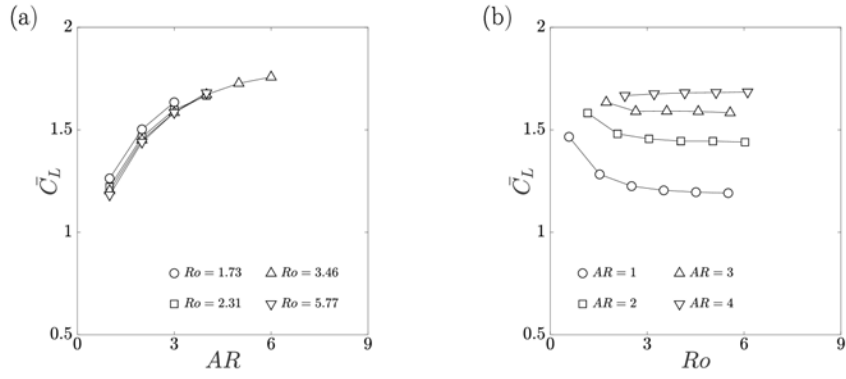 (a)
2
1.5
1
0.5
C̄_L
0
3
6
9
AR
Ro = 1.73
Ro = 3.46
Ro = 2.31
Ro = 5.77
(b)
2
1.5
1
0.5
C̄_L
0
3
6
9
Ro
AR = 1
AR = 3
AR = 2
AR = 4